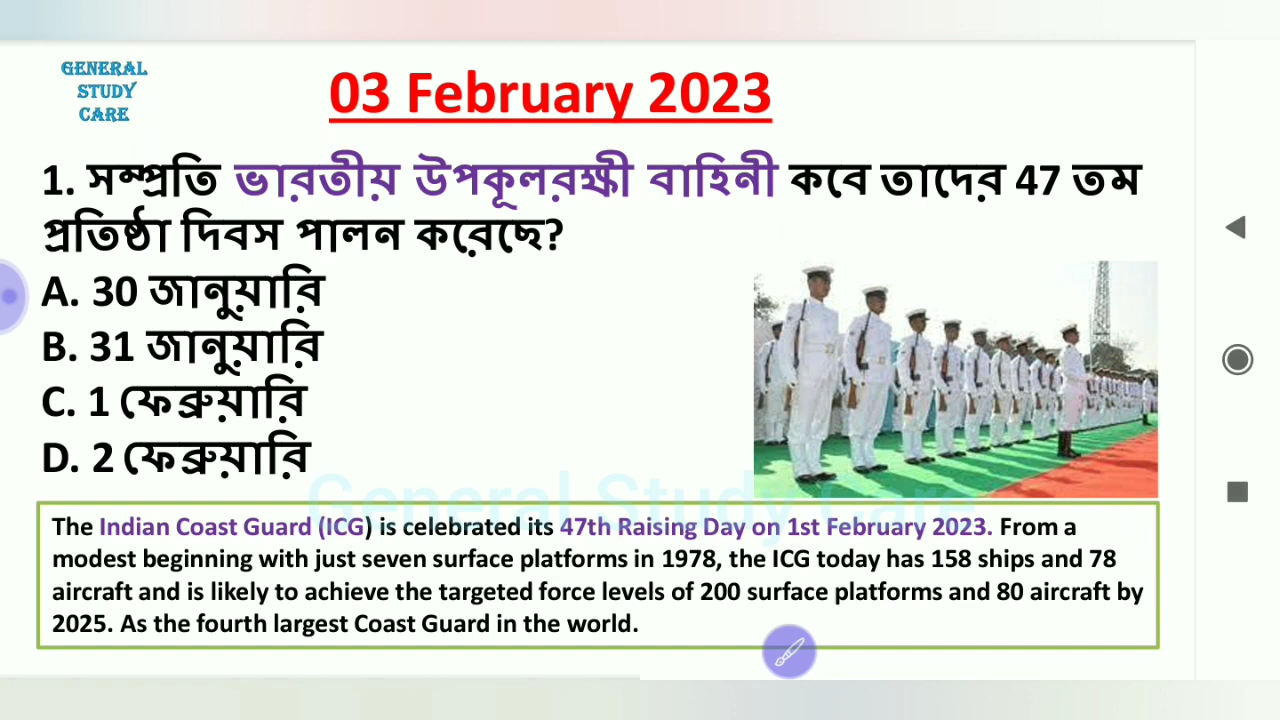 GENERAL
STUDY
CARE
03 February 2023
1. সম্প্রতি ভারতীয় উপকূলরক্ষী বাহিনী কবে তাদের 47 তম
প্রতিষ্ঠা দিবস পালন করেছে?
A. 30 জানুয়ারি
B. 31 জানুয়ারি
C. 1 ফেব্রুয়ারি
D. 2 ফেব্রুয়ারি
General Study Care
The Indian Coast Guard (ICG) is celebrated its 47th Raising Day on 1st February 2023. From a
modest beginning with just seven surface platforms in 1978, the ICG today has 158 ships and 78
aircraft and is likely to achieve the targeted force levels of 200 surface platforms and 80 aircraft by
2025. As the fourth largest Coast Guard in the world.